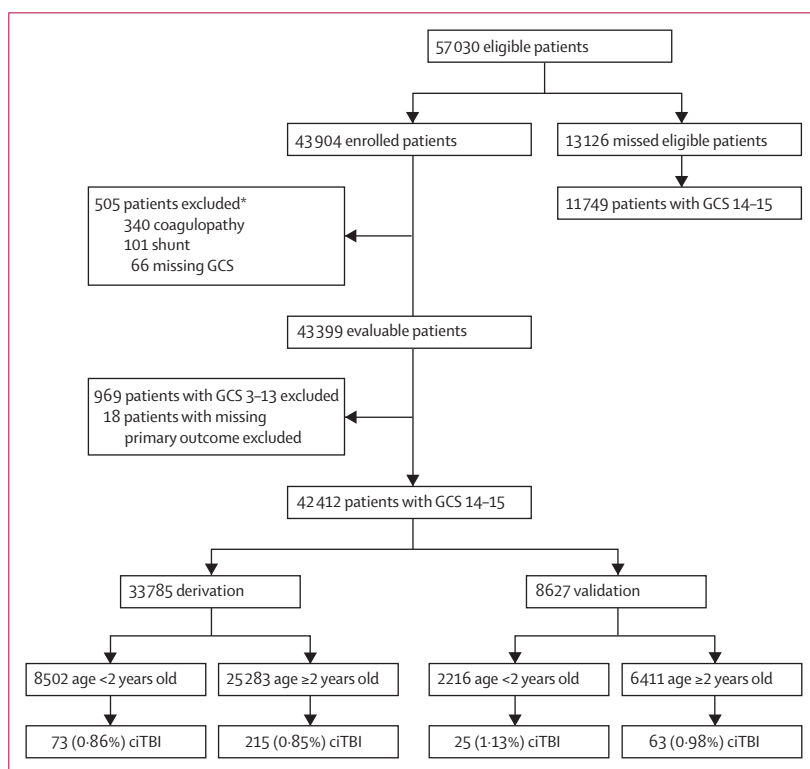 57030 eligible patients
43904 enrolled patients
13126 missed eligible patients
505 patients excluded*
340 coagulopathy
101 shunt
66 missing GCS
11749 patients with GCS 14–15
43399 evaluable patients
969 patients with GCS 3–13 excluded
18 patients with missing
primary outcome excluded
42412 patients with GCS 14–15
33785 derivation
8627 validation
8502 age <2 years old
25283 age ≥2 years old
2216 age <2 years old
6411 age ≥2 years old
73 (0·86%) ciTBI
215 (0·85%) ciTBI
25 (1·13%) ciTBI
63 (0·98%) ciTBI